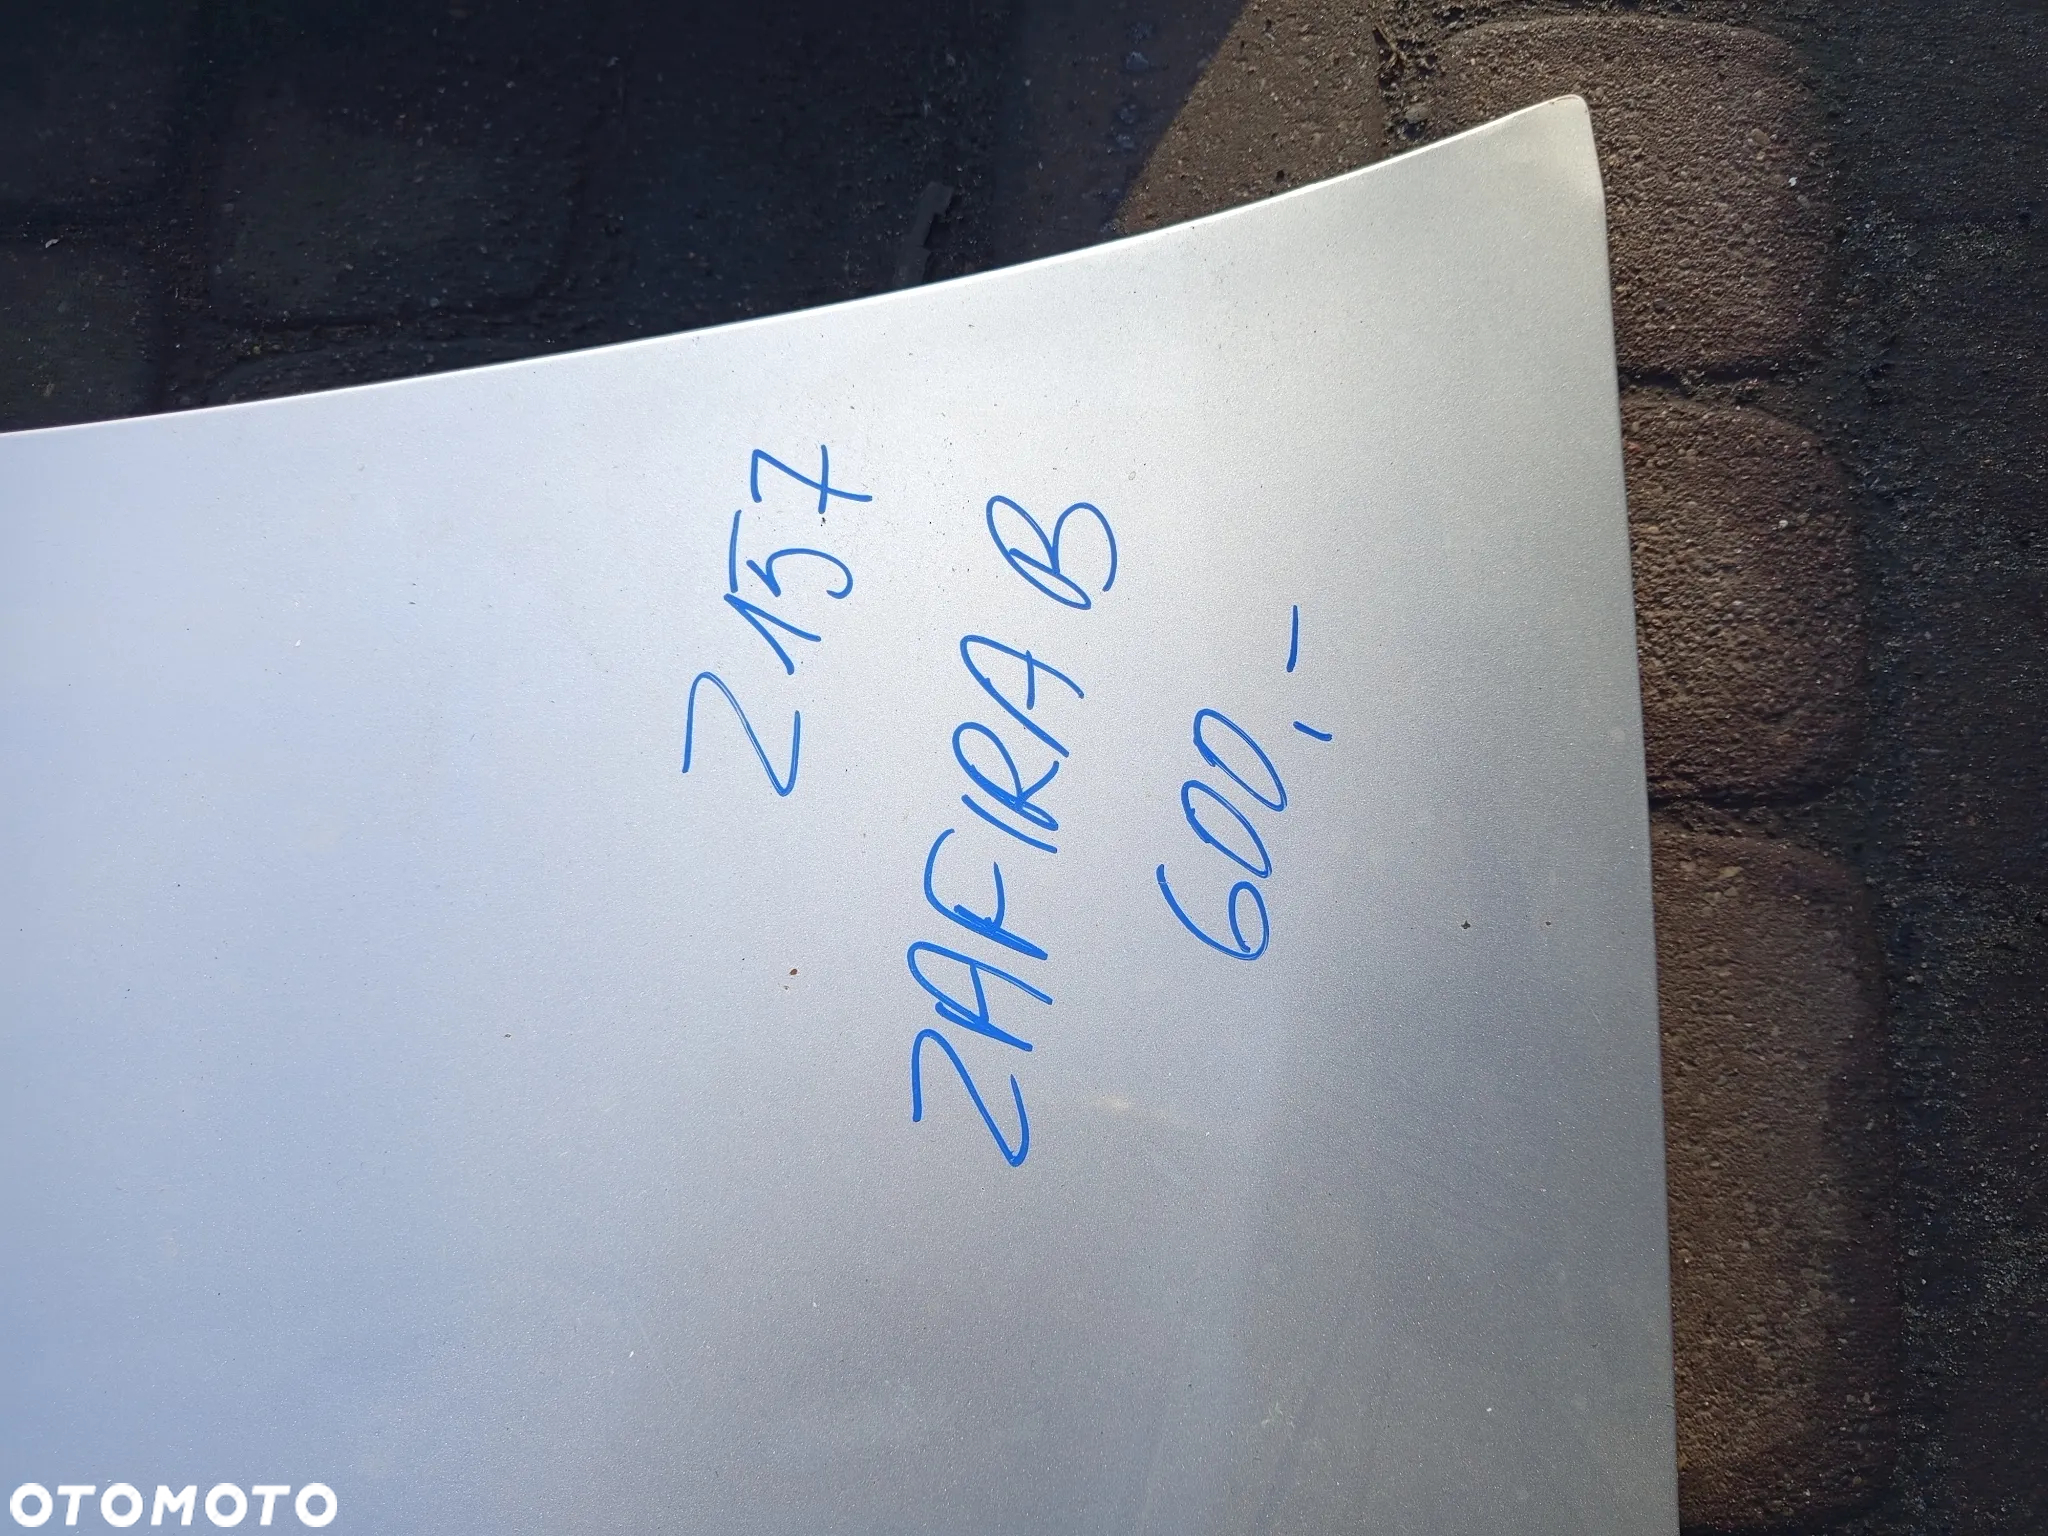 Z157
ZAFIRA B
600,-
OTOMOTO